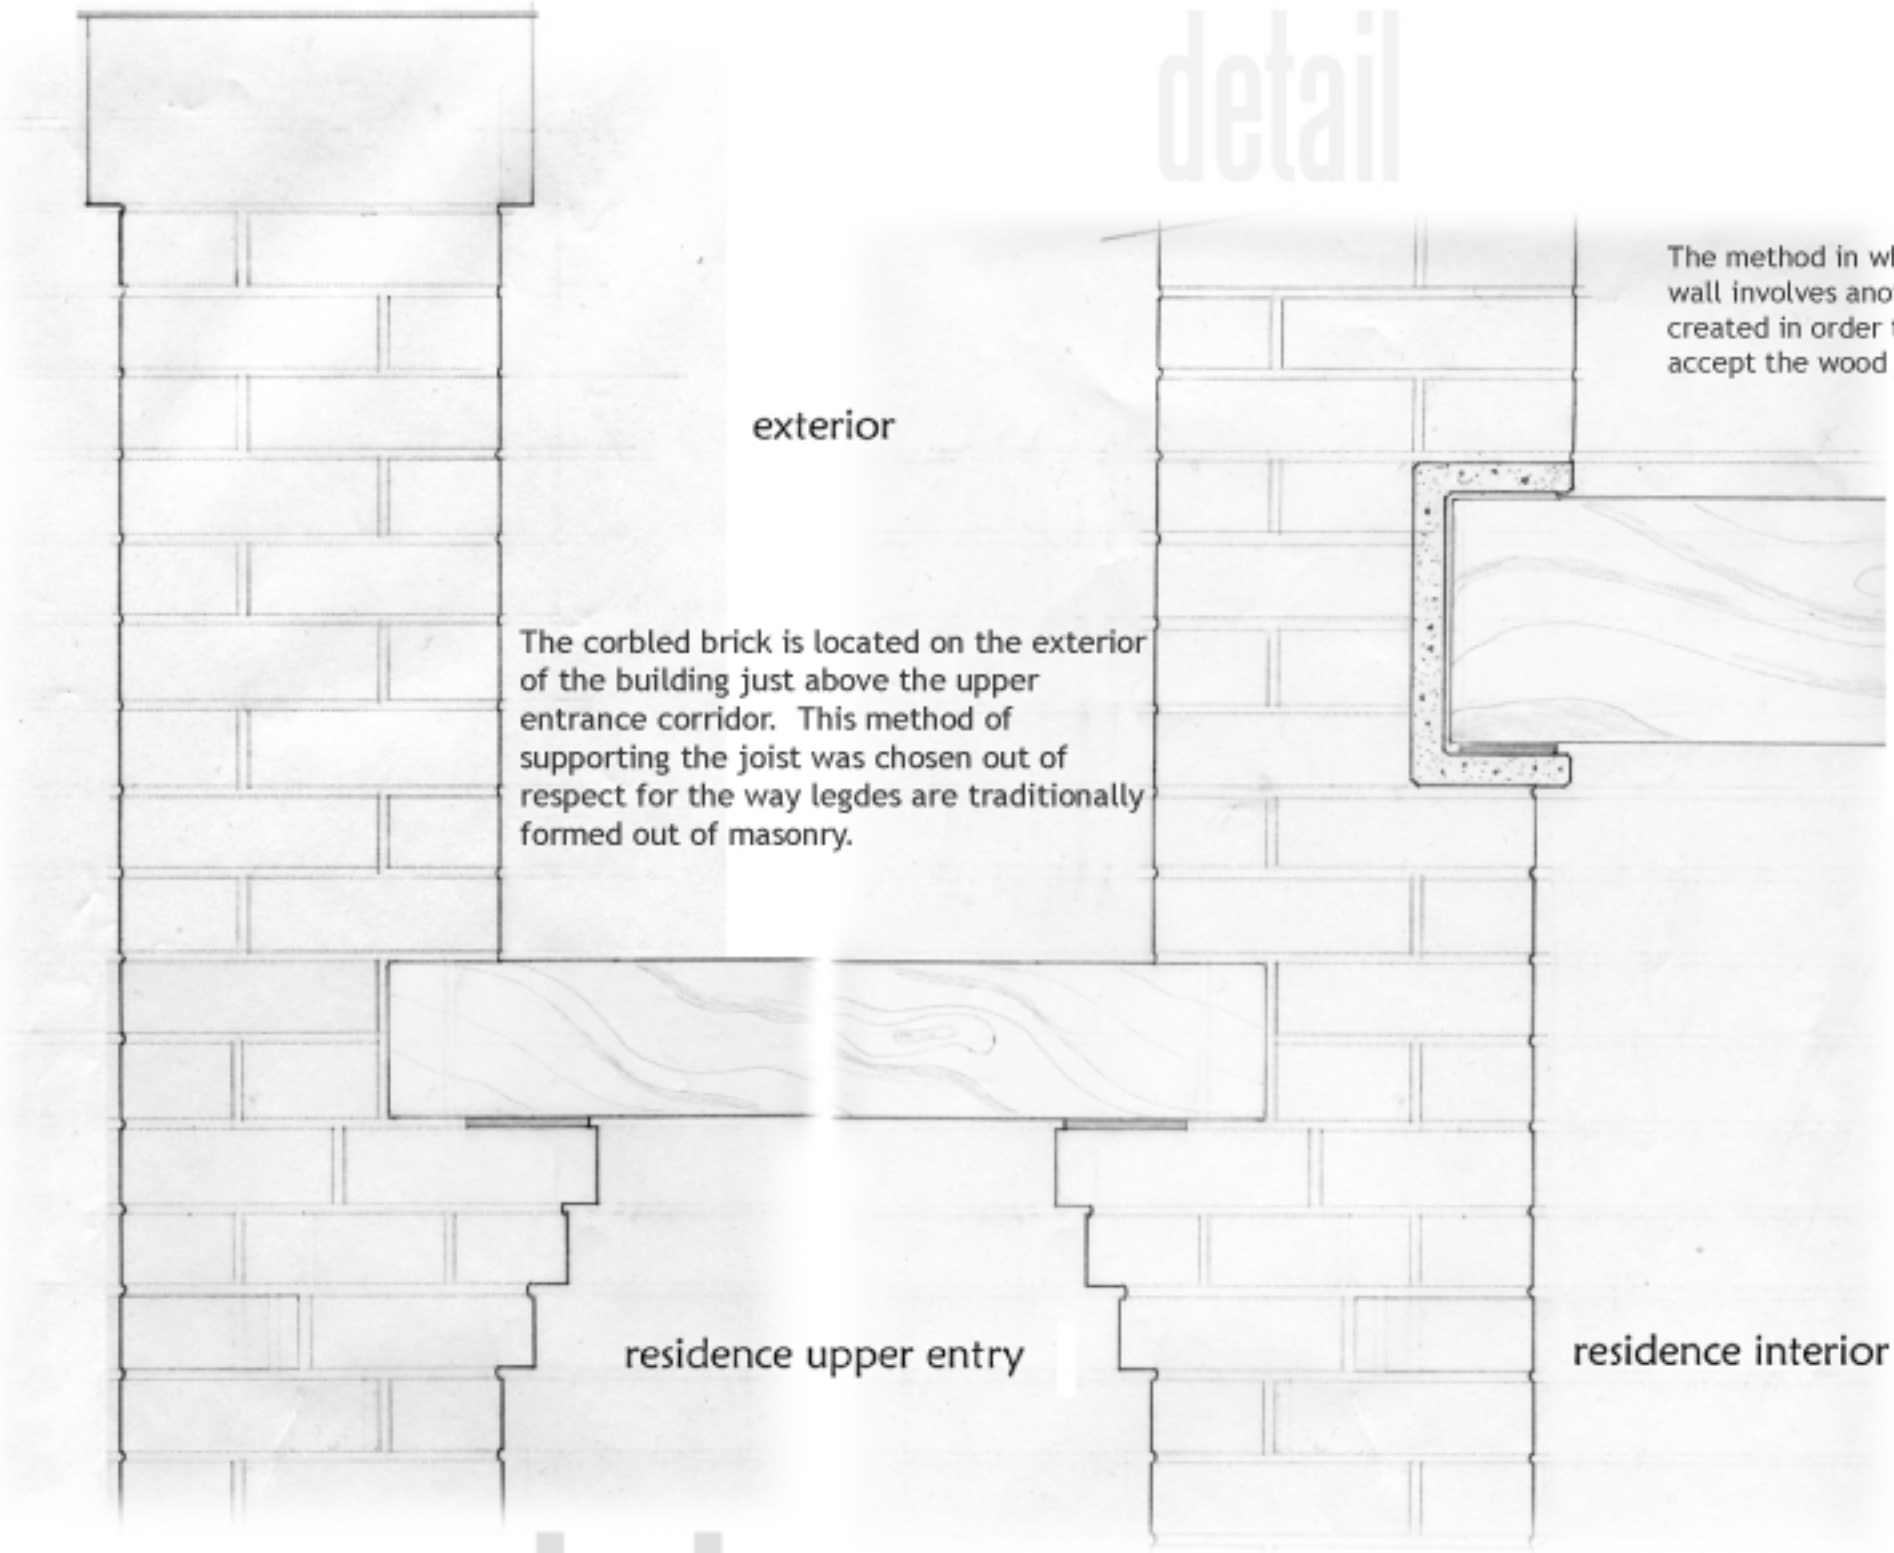 detail
The method in
wall involves
created in order
accept the wood
exterior
The corbled brick is located on the exterior
of the building just above the upper
entrance corridor. This method of
supporting the joist was chosen out of
respect for the way legdes are traditionally
formed out of masonry.
residence upper entry
residence interior